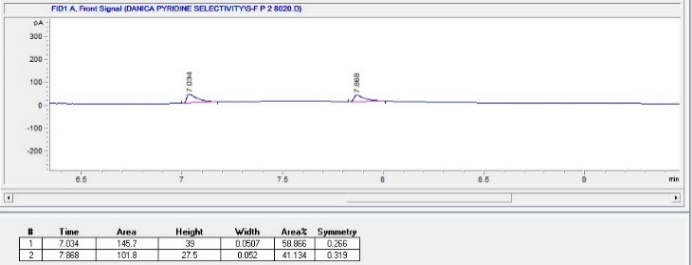 FID1 A, Front Signal (DANICA PYRIDINE SELECTIVITY\S-F P 2 8020.D)
pA
300
200
100
0
-100
-200
7.034
7.868
6.5 7 7.5 8 8.5 9 min
# Time Area Height Width Area% Symmetry
1 7.034 145.7 39 0.0507 58.866 0.266
2 7.868 101.8 27.5 0.052 41.134 0.319